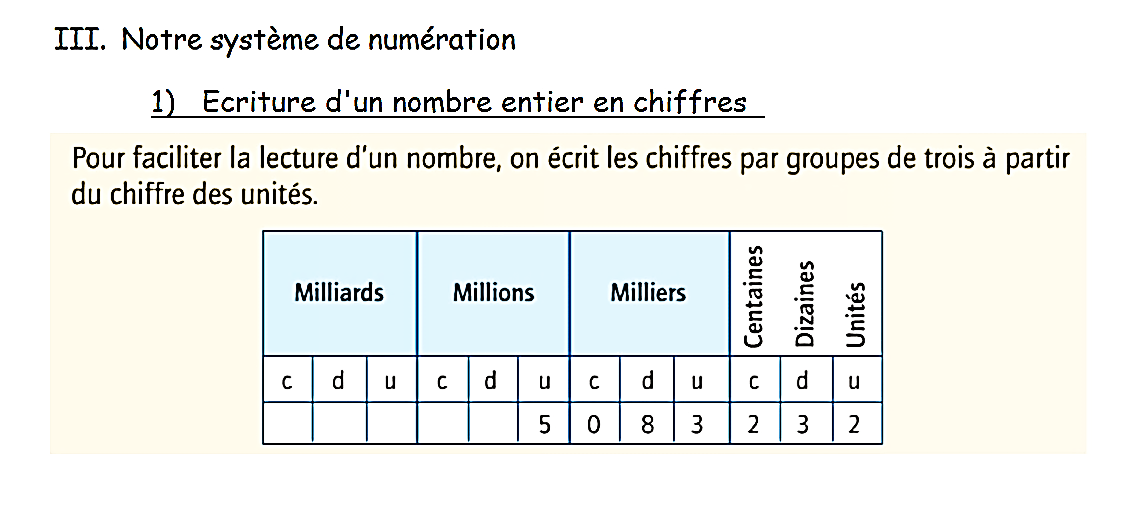 III. Notre système de numération
1) Ecriture d'un nombre entier en chiffres
Pour faciliter la lecture d'un nombre, on écrit les chiffres par groupes de trois à partir
du chiffre des unités.
Milliards Millions Milliers Centaines Dizaines Unités
c d u c d u c d u c d u
5 0 8 3 2 3 2